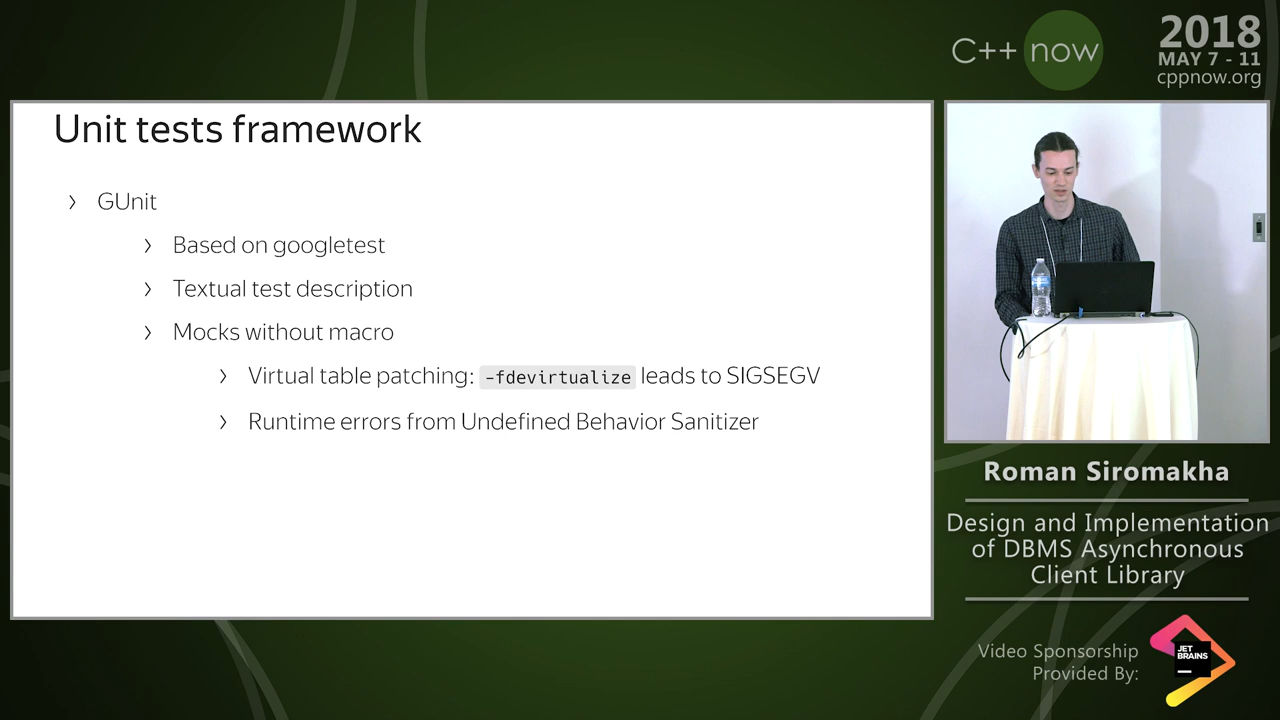 C++ now
2018
MAY 7 - 11
cppnow.org
Unit tests framework
› GUnit
› Based on googletest
› Textual test description
› Mocks without macro
› Virtual table patching: -fdevirtualize leads to SIGSEGV
› Runtime errors from Undefined Behavior Sanitizer
Roman Siromakha
Design and Implementation
of DBMS Asynchronous
Client Library
Video Sponsorship
Provided By:
JET
BRAINS